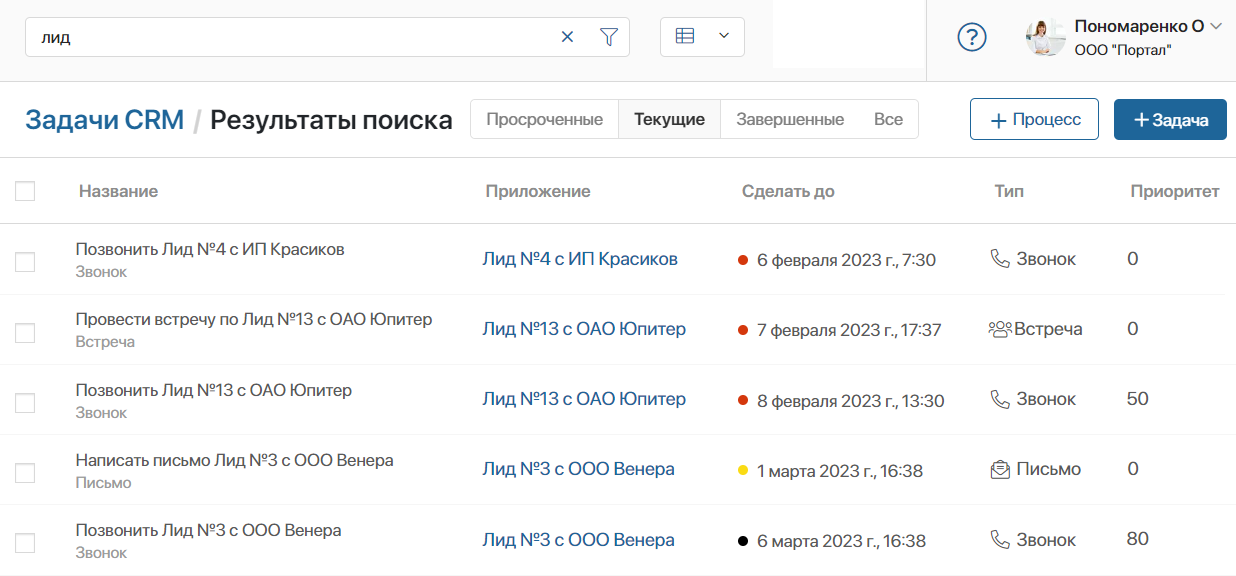 лид
?
Пономаренко О
ООО "Портал"
Задачи CRM / Результаты поиска
Просроченные Текущие Завершенные Все
+ Процесс
+ Задача
Название Приложение Сделать до Тип Приоритет
Позвонить Лид №4 с ИП Красиков
Звонок
Лид №4 с ИП Красиков 6 февраля 2023 г., 7:30 Звонок 0
Провести встречу по Лид №13 с ОАО Юпитер
Встреча
Лид №13 с ОАО Юпитер 7 февраля 2023 г., 17:37 Встреча 0
Позвонить Лид №13 с ОАО Юпитер
Звонок
Лид №13 с ОАО Юпитер 8 февраля 2023 г., 13:30 Звонок 50
Написать письмо Лид №3 с ООО Венера
Письмо
Лид №3 с ООО Венера 1 марта 2023 г., 16:38 Письмо 0
Позвонить Лид №3 с ООО Венера
Звонок
Лид №3 с ООО Венера 6 марта 2023 г., 16:38 Звонок 80